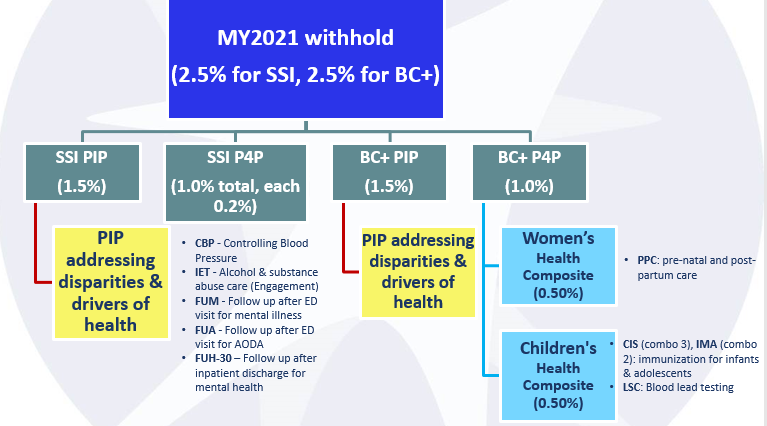 MY2021 withhold
(2.5% for SSI, 2.5% for BC+)
SSI PIP
(1.5%)
SSI P4P
(1.0% total, each
0.2%)
BC+ PIP
(1.5%)
BC+ P4P
(1.0%)
PIP
addressing
disparities &
drivers of
health
• CBP - Controlling Blood
Pressure
• IET - Alcohol & substance
abuse care (Engagement)
• FUM - Follow up after ED
visit for mental illness
• FUA - Follow up after ED
visit for AODA
• FUH-30 – Follow up after
inpatient discharge for
mental health
PIP addressing
disparities &
drivers of
health
Women’s
Health
Composite
(0.50%)
• PPC: pre-natal and post-
partum care
Children's
Health
Composite
(0.50%)
• CIS (combo 3), IMA (combo
2): immunization for infants
& adolescents
• LSC: Blood lead testing